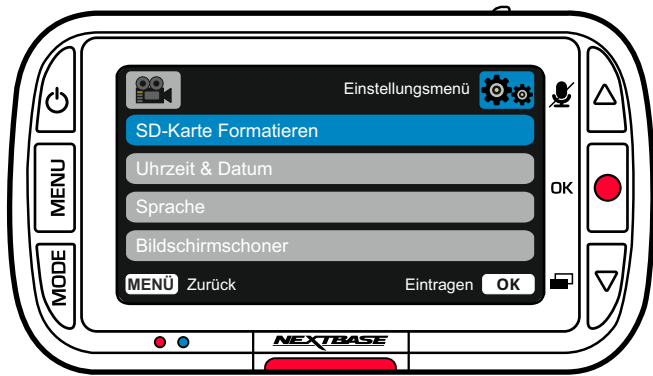 Einstellungsmenü
SD-Karte Formatieren
MENU
Uhrzeit & Datum
OK
Sprache
Bildschirmschoner
MODE
MENÜ Zurück Eintragen OK
NEXTBASE